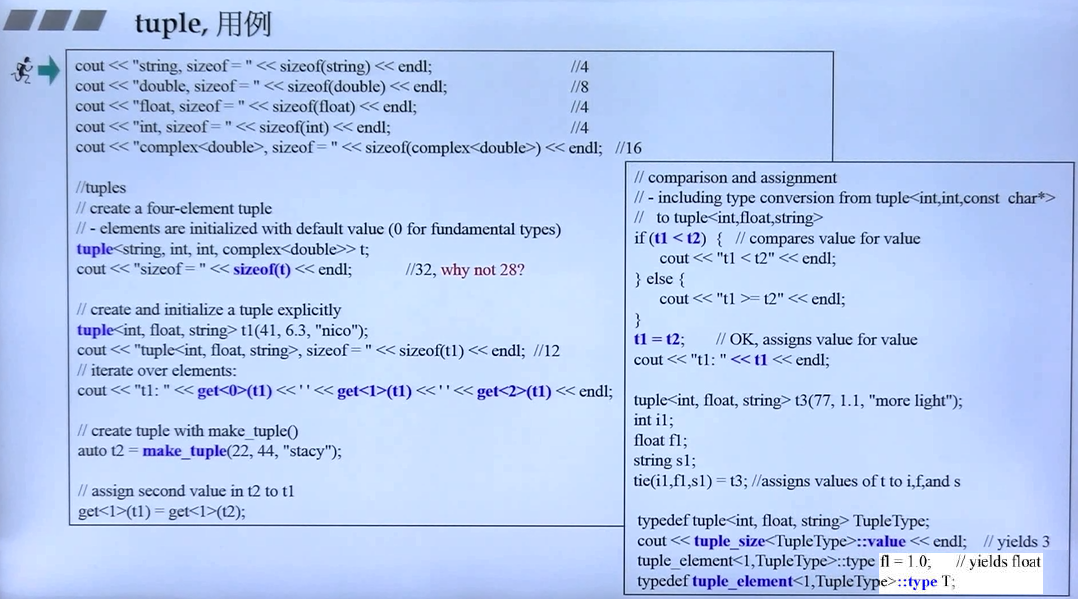 tuple, 用例
cout << "string, sizeof = " << sizeof(string) << endl; //4
cout << "double, sizeof = " << sizeof(double) << endl; //8
cout << "float, sizeof = " << sizeof(float) << endl; //4
cout << "int, sizeof = " << sizeof(int) << endl; //4
cout << "complex<double>, sizeof = " << sizeof(complex<double>) << endl; //16
//tuples
// create a four-element tuple
// - elements are initialized with default value (0 for fundamental types)
tuple<string, int, int, complex<double>> t;
cout << "sizeof = " << sizeof(t) << endl; //32, why not 28?
// create and initialize a tuple explicitly
tuple<int, float, string> t1(41, 6.3, "nico");
cout << "tuple<int, float, string>, sizeof = " << sizeof(t1) << endl; //12
// iterate over elements:
cout << "t1: " << get<0>(t1) << ' ' << get<1>(t1) << ' ' << get<2>(t1) << endl;
// create tuple with make_tuple()
auto t2 = make_tuple(22, 44, "stacy");
// assign second value in t2 to t1
get<1>(t1) = get<1>(t2);
// comparison and assignment
// - including type conversion from tuple<int,int,const char*>
// to tuple<int,float,string>
if (t1 < t2) { // compares value for value
cout << "t1 < t2" << endl;
} else {
cout << "t1 >= t2" << endl;
}
t1 = t2; // OK, assigns value for value
cout << "t1: " << t1 << endl;
tuple<int, float, string> t3(77, 1.1, "more light");
int i1;
float f1;
string s1;
tie(i1,f1,s1) = t3; //assigns values of t to i,f,and s
typedef tuple<int, float, string> TupleType;
cout << tuple_size<TupleType>::value << endl; // yields 3
tuple_element<1,TupleType>::type fl = 1.0; // yields float
typedef tuple_element<1,TupleType>::type T;